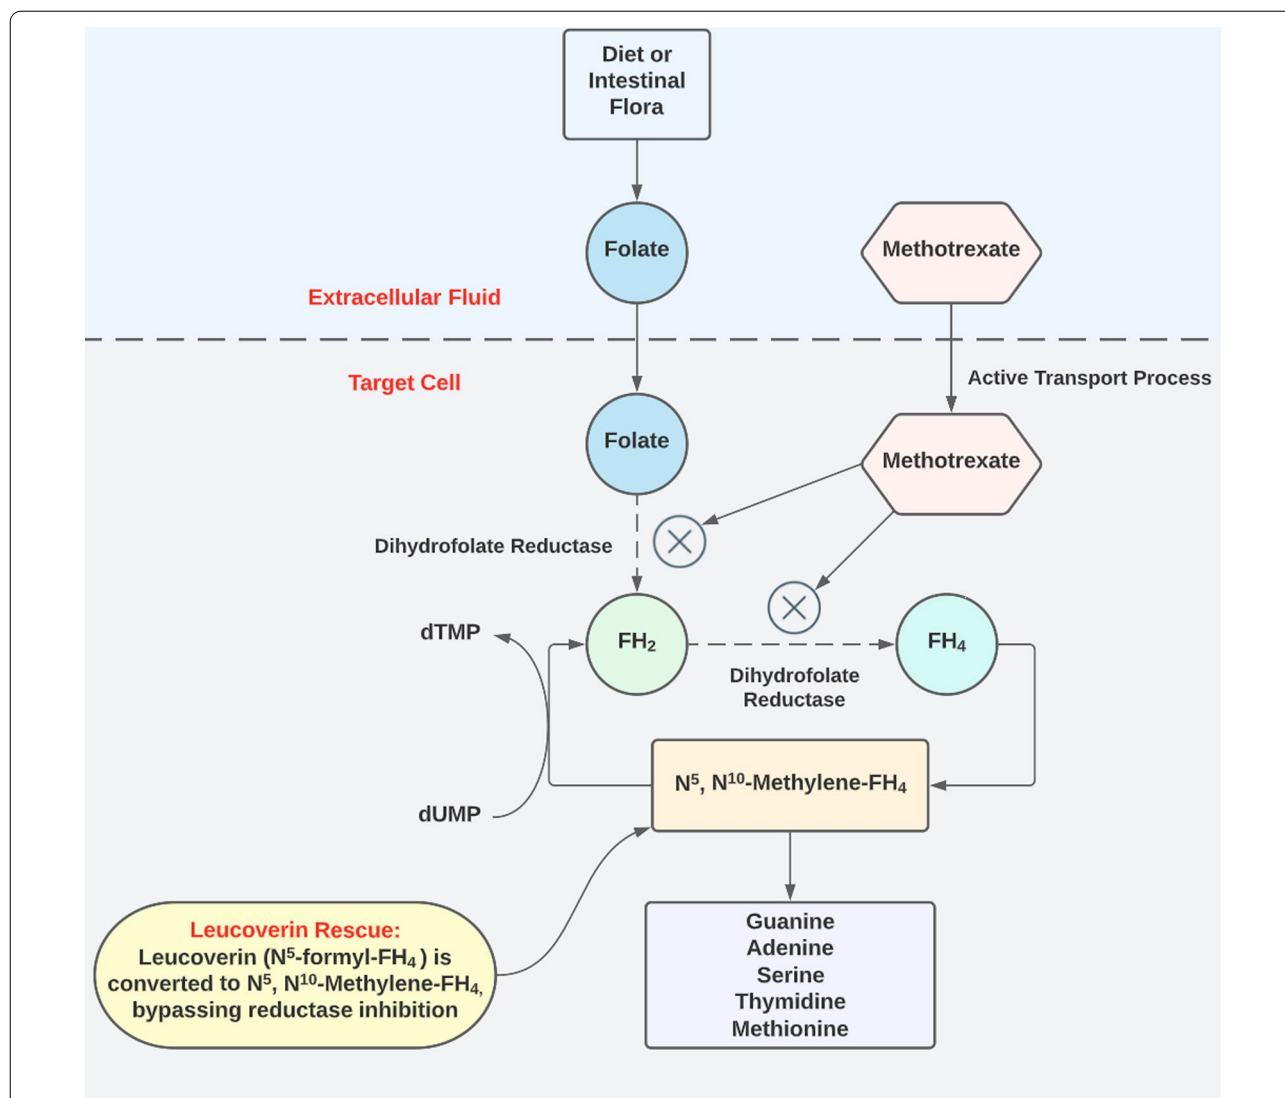 Diet or
Intestinal
Flora
Folate
Methotrexate
Extracellular Fluid
Target Cell
Active Transport Process
Folate
Methotrexate
Dihydrofolate Reductase
dTMP
FH₂
FH₄
Dihydrofolate
Reductase
N⁵, N¹⁰-Methylene-FH₄
dUMP
Leucoverin Rescue:
Leucoverin (N⁵-formyl-FH₄ ) is
converted to N⁵, N¹⁰-Methylene-FH₄,
bypassing reductase inhibition
Guanine
Adenine
Serine
Thymidine
Methionine